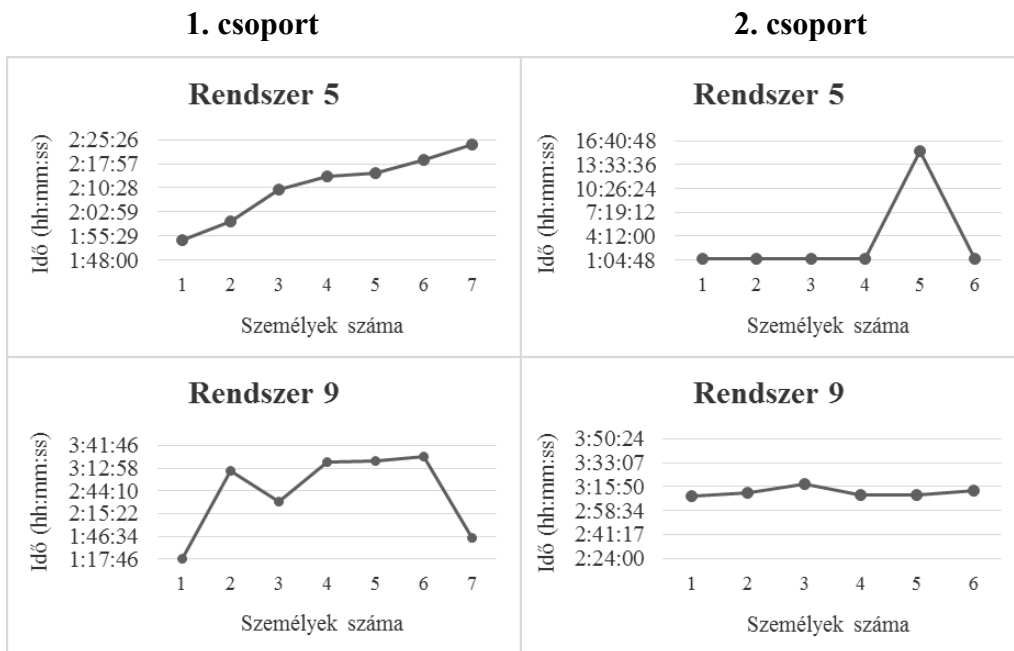 1. csoport
2. csoport
Rendszer 5
Idő (hh:mm:ss)
2:25:26
2:17:57
2:10:28
2:02:59
1:55:29
1:48:00
1 2 3 4 5 6 7
Személyek száma
Rendszer 5
Idő (hh:mm:ss)
16:40:48
13:33:36
10:26:24
7:19:12
4:12:00
1:04:48
1 2 3 4 5 6
Személyek száma
Rendszer 9
Idő (hh:mm:ss)
3:41:46
3:12:58
2:44:10
2:15:22
1:46:34
1:17:46
1 2 3 4 5 6 7
Személyek száma
Rendszer 9
Idő (hh:mm:ss)
3:50:24
3:33:07
3:15:50
2:58:34
2:41:17
2:24:00
1 2 3 4 5 6
Személyek száma